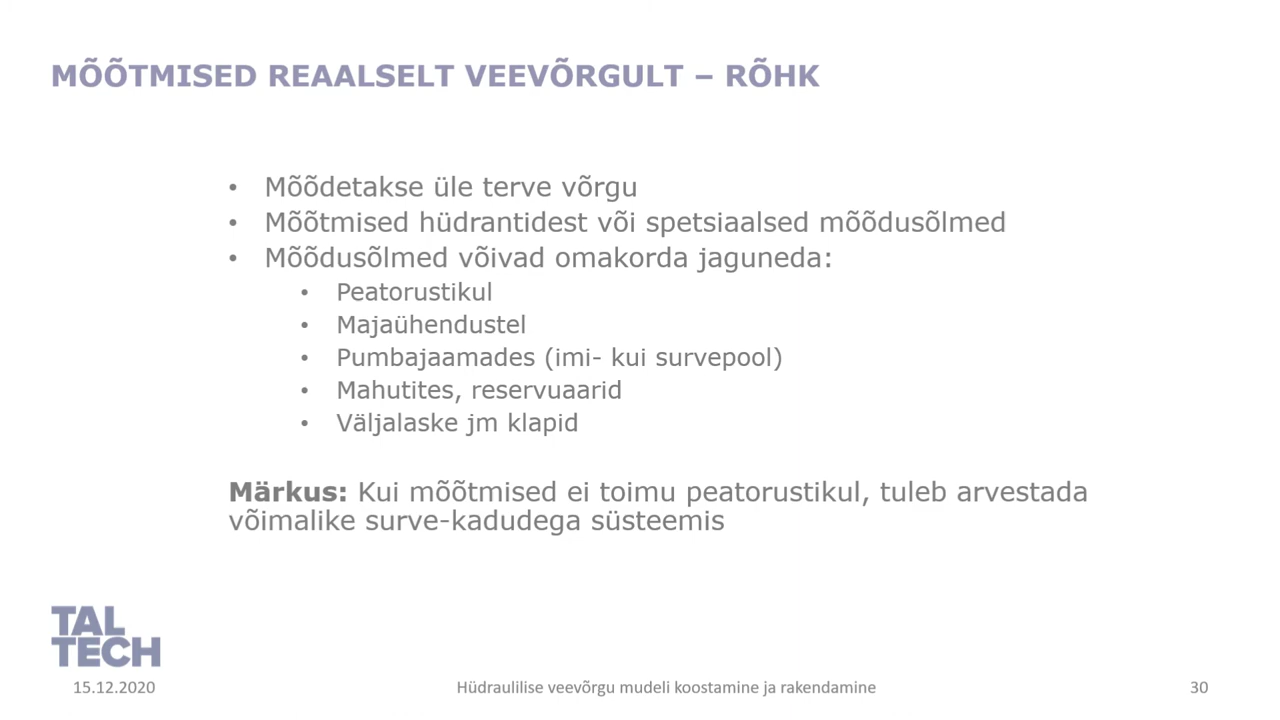 MÕÕTMISED REAALSELT VEEVÕRGULT – RÕHK
• Mõõdetakse üle terve võrgu
• Mõõtmised hüdrantidest või spetsiaalsed mõõdusõlmed
• Mõõdusõlmed võivad omakorda jaguneda:
• Peatorustikul
• Majaühendustel
• Pumbajaamades (imi- kui survepool)
• Mahutites, reservuaarid
• Väljalaske jm klapid
Märkus: Kui mõõtmised ei toimu peatorustikul, tuleb arvestada
võimalike surve-kadudega süsteemis
TAL
TECH
15.12.2020 Hüdraulilise veevõrgu mudeli koostamine ja rakendamine 30